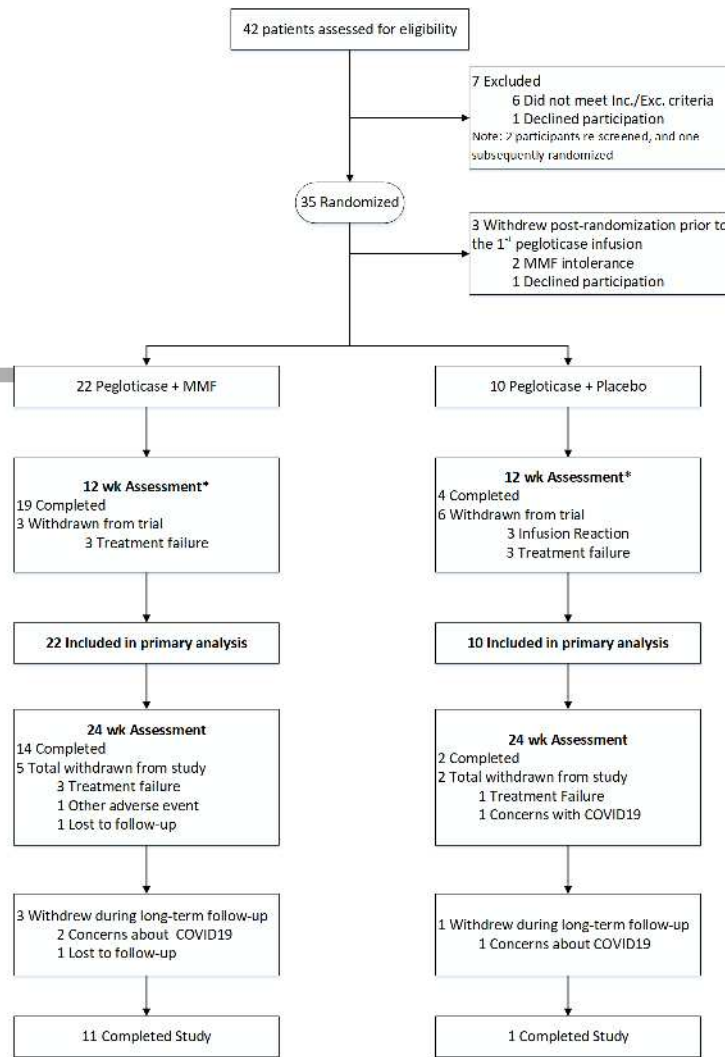 42 patients assessed for eligibility
7 Excluded
6 Did not meet Inc./Exc. criteria
1 Declined participation
Note: 2 participants re screened, and one
subsequently randomized
35 Randomized
3 Withdrew post-randomization prior to
the 1st pegloticase infusion
2 MMF intolerance
1 Declined participation
22 Pegloticase + MMF
10 Pegloticase + Placebo
12 wk Assessment*
19 Completed
3 Withdrawn from trial
3 Treatment failure
12 wk Assessment*
4 Completed
6 Withdrawn from trial
3 Infusion Reaction
3 Treatment failure
22 Included in primary analysis
10 Included in primary analysis
24 wk Assessment
14 Completed
5 Total withdrawn from study
3 Treatment failure
1 Other adverse event
1 Lost to follow-up
24 wk Assessment
2 Completed
2 Total withdrawn from study
1 Treatment Failure
1 Concerns with COVID19
3 Withdrew during long-term follow-up
2 Concerns about COVID19
1 Lost to follow-up
1 Withdrew during long-term follow-up
1 Concerns about COVID19
11 Completed Study
1 Completed Study